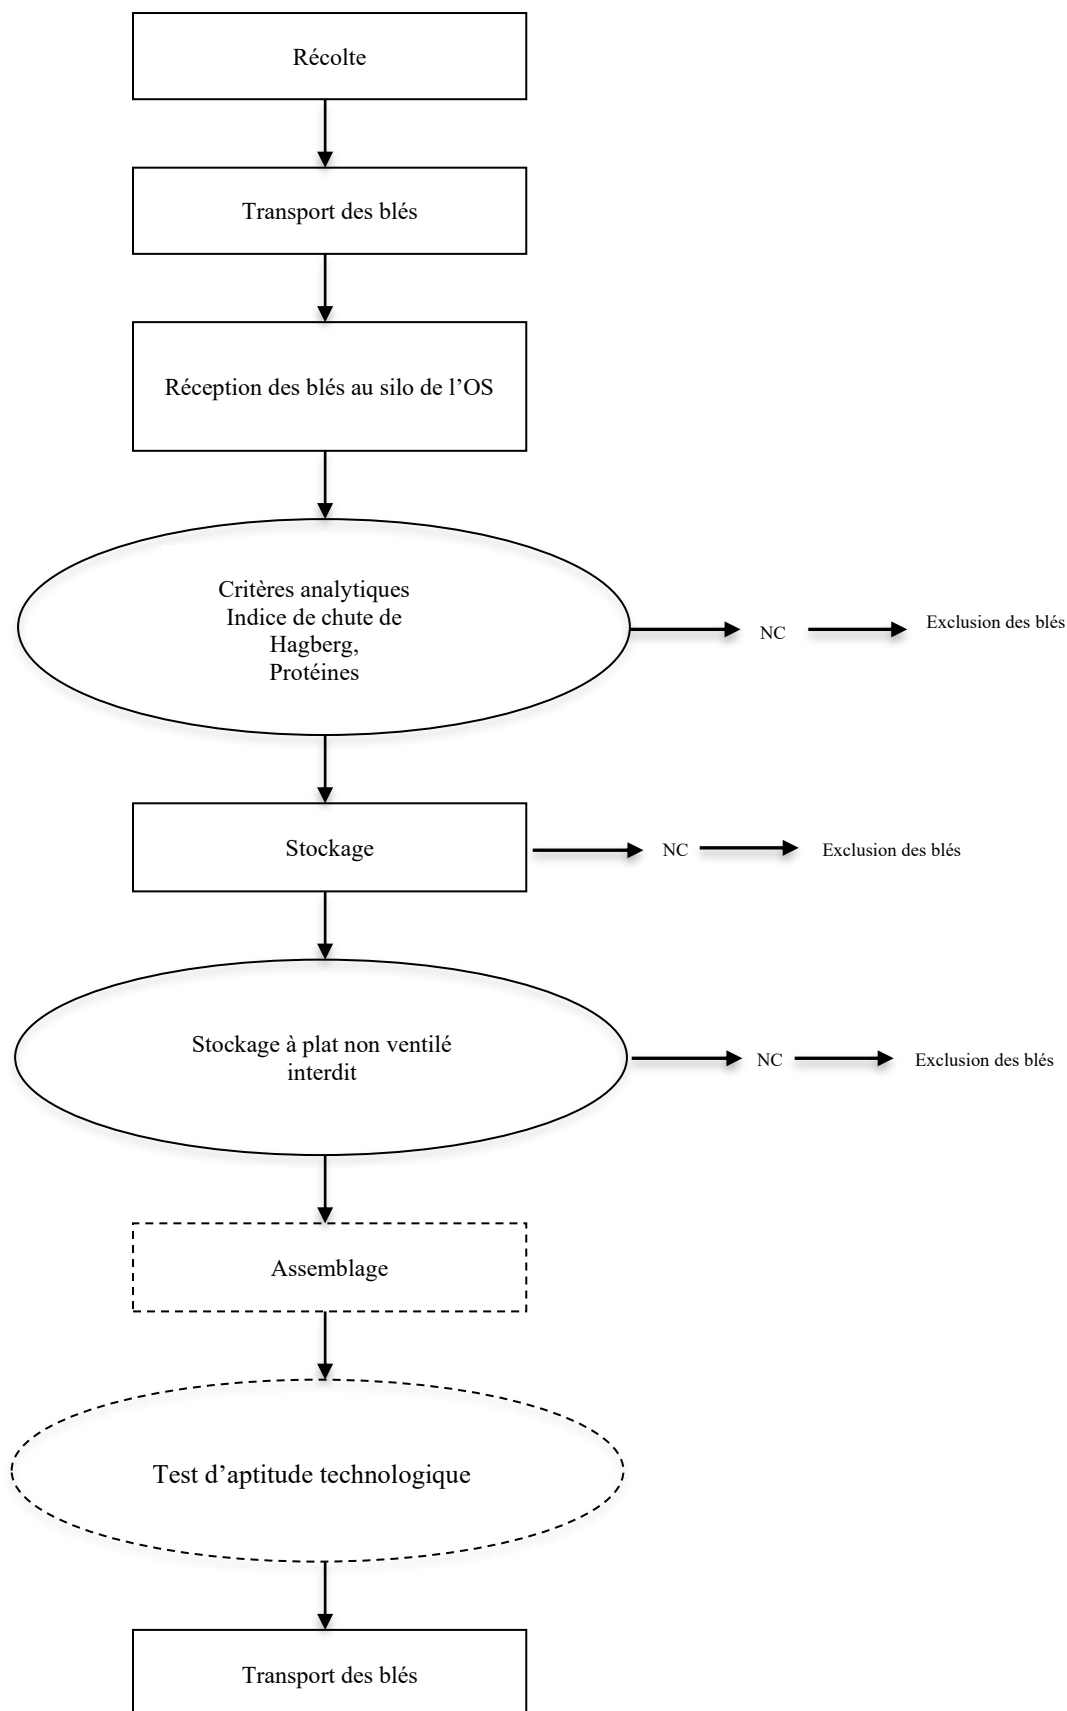 Récolte
Transport des blés
Réception des blés au silo de l’OS
Critères analytiques
Indice de chute de
Hagberg,
Protéines
NC
Exclusion des blés
Stockage
NC
Exclusion des blés
Stockage à plat non ventilé
interdit
NC
Exclusion des blés
Assemblage
Test d’aptitude technologique
Transport des blés